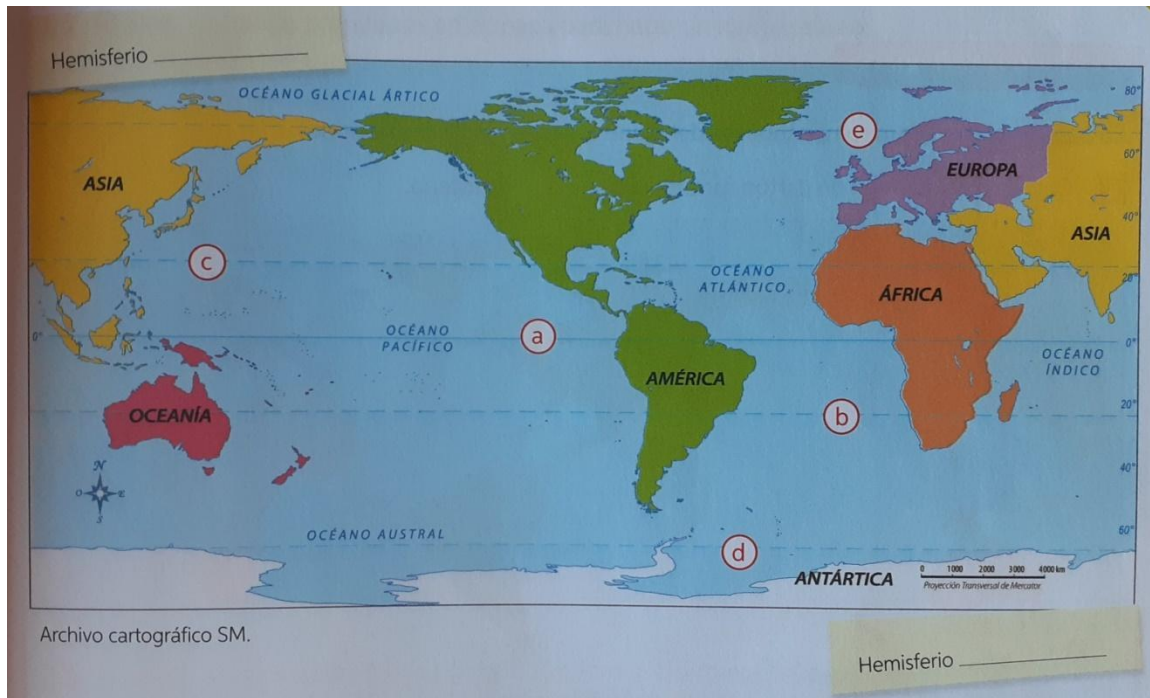 Hemisferio
OCÉANO GLACIAL ÁRTICO
80°
e
60°
ASIA
EUROPA
40°
ASIA
c
OCÉANO
ATLÁNTICO
20°
ÁFRICA
0°
OCÉANO
PACÍFICO
a
0°
OCÉANO
ÍNDICO
AMÉRICA
OCEANÍA
b
20°
N
O
E
S
40°
OCÉANO AUSTRAL
60°
d
ANTÁRTICA
0 1000 2000 3000 4000 km
Proyección Transversal de Mercator
Archivo cartográfico SM.
Hemisferio